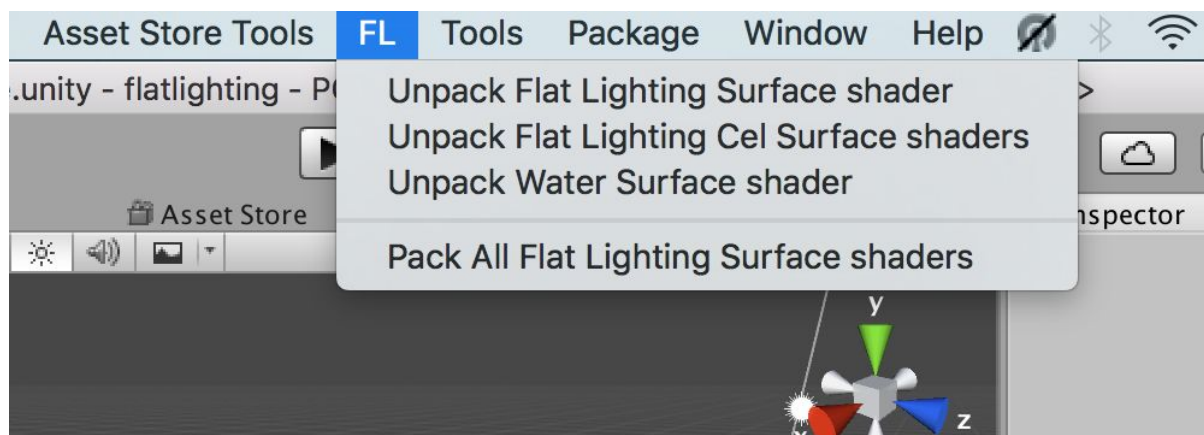 Asset Store Tools FL Tools Package Window Help
.unity - flatlighting - P >
Unpack Flat Lighting Surface shader
Unpack Flat Lighting Cel Surface shaders
Unpack Water Surface shader
Asset Store nspector
Pack All Flat Lighting Surface shaders
y
z